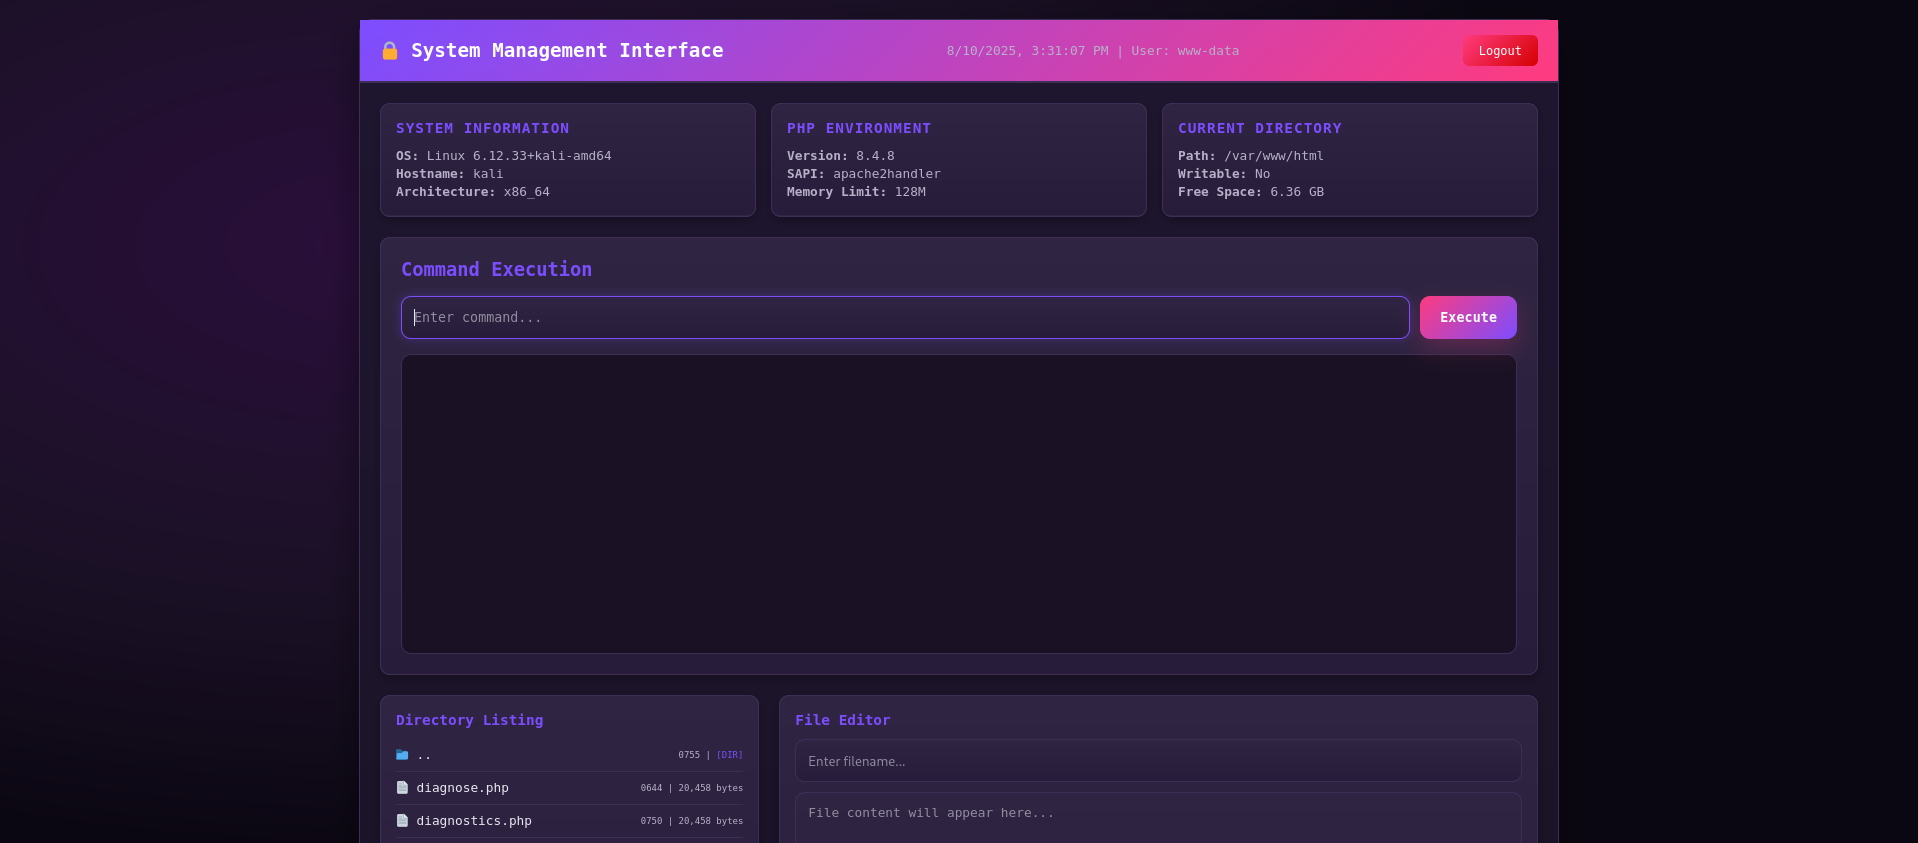 System Management Interface
8/10/2025, 3:31:07 PM | User: www-data
Logout
SYSTEM INFORMATION
OS: Linux 6.12.33+kali-amd64
Hostname: kali
Architecture: x86_64
PHP ENVIRONMENT
Version: 8.4.8
SAPI: apache2handler
Memory Limit: 128M
CURRENT DIRECTORY
Path: /var/www/html
Writable: No
Free Space: 6.36 GB
Command Execution
Enter command...
Execute
Directory Listing
..
0755 | [DIR]
diagnose.php
0644 | 20,458 bytes
diagnostics.php
0750 | 20,458 bytes
File Editor
Enter filename...
File content will appear here...